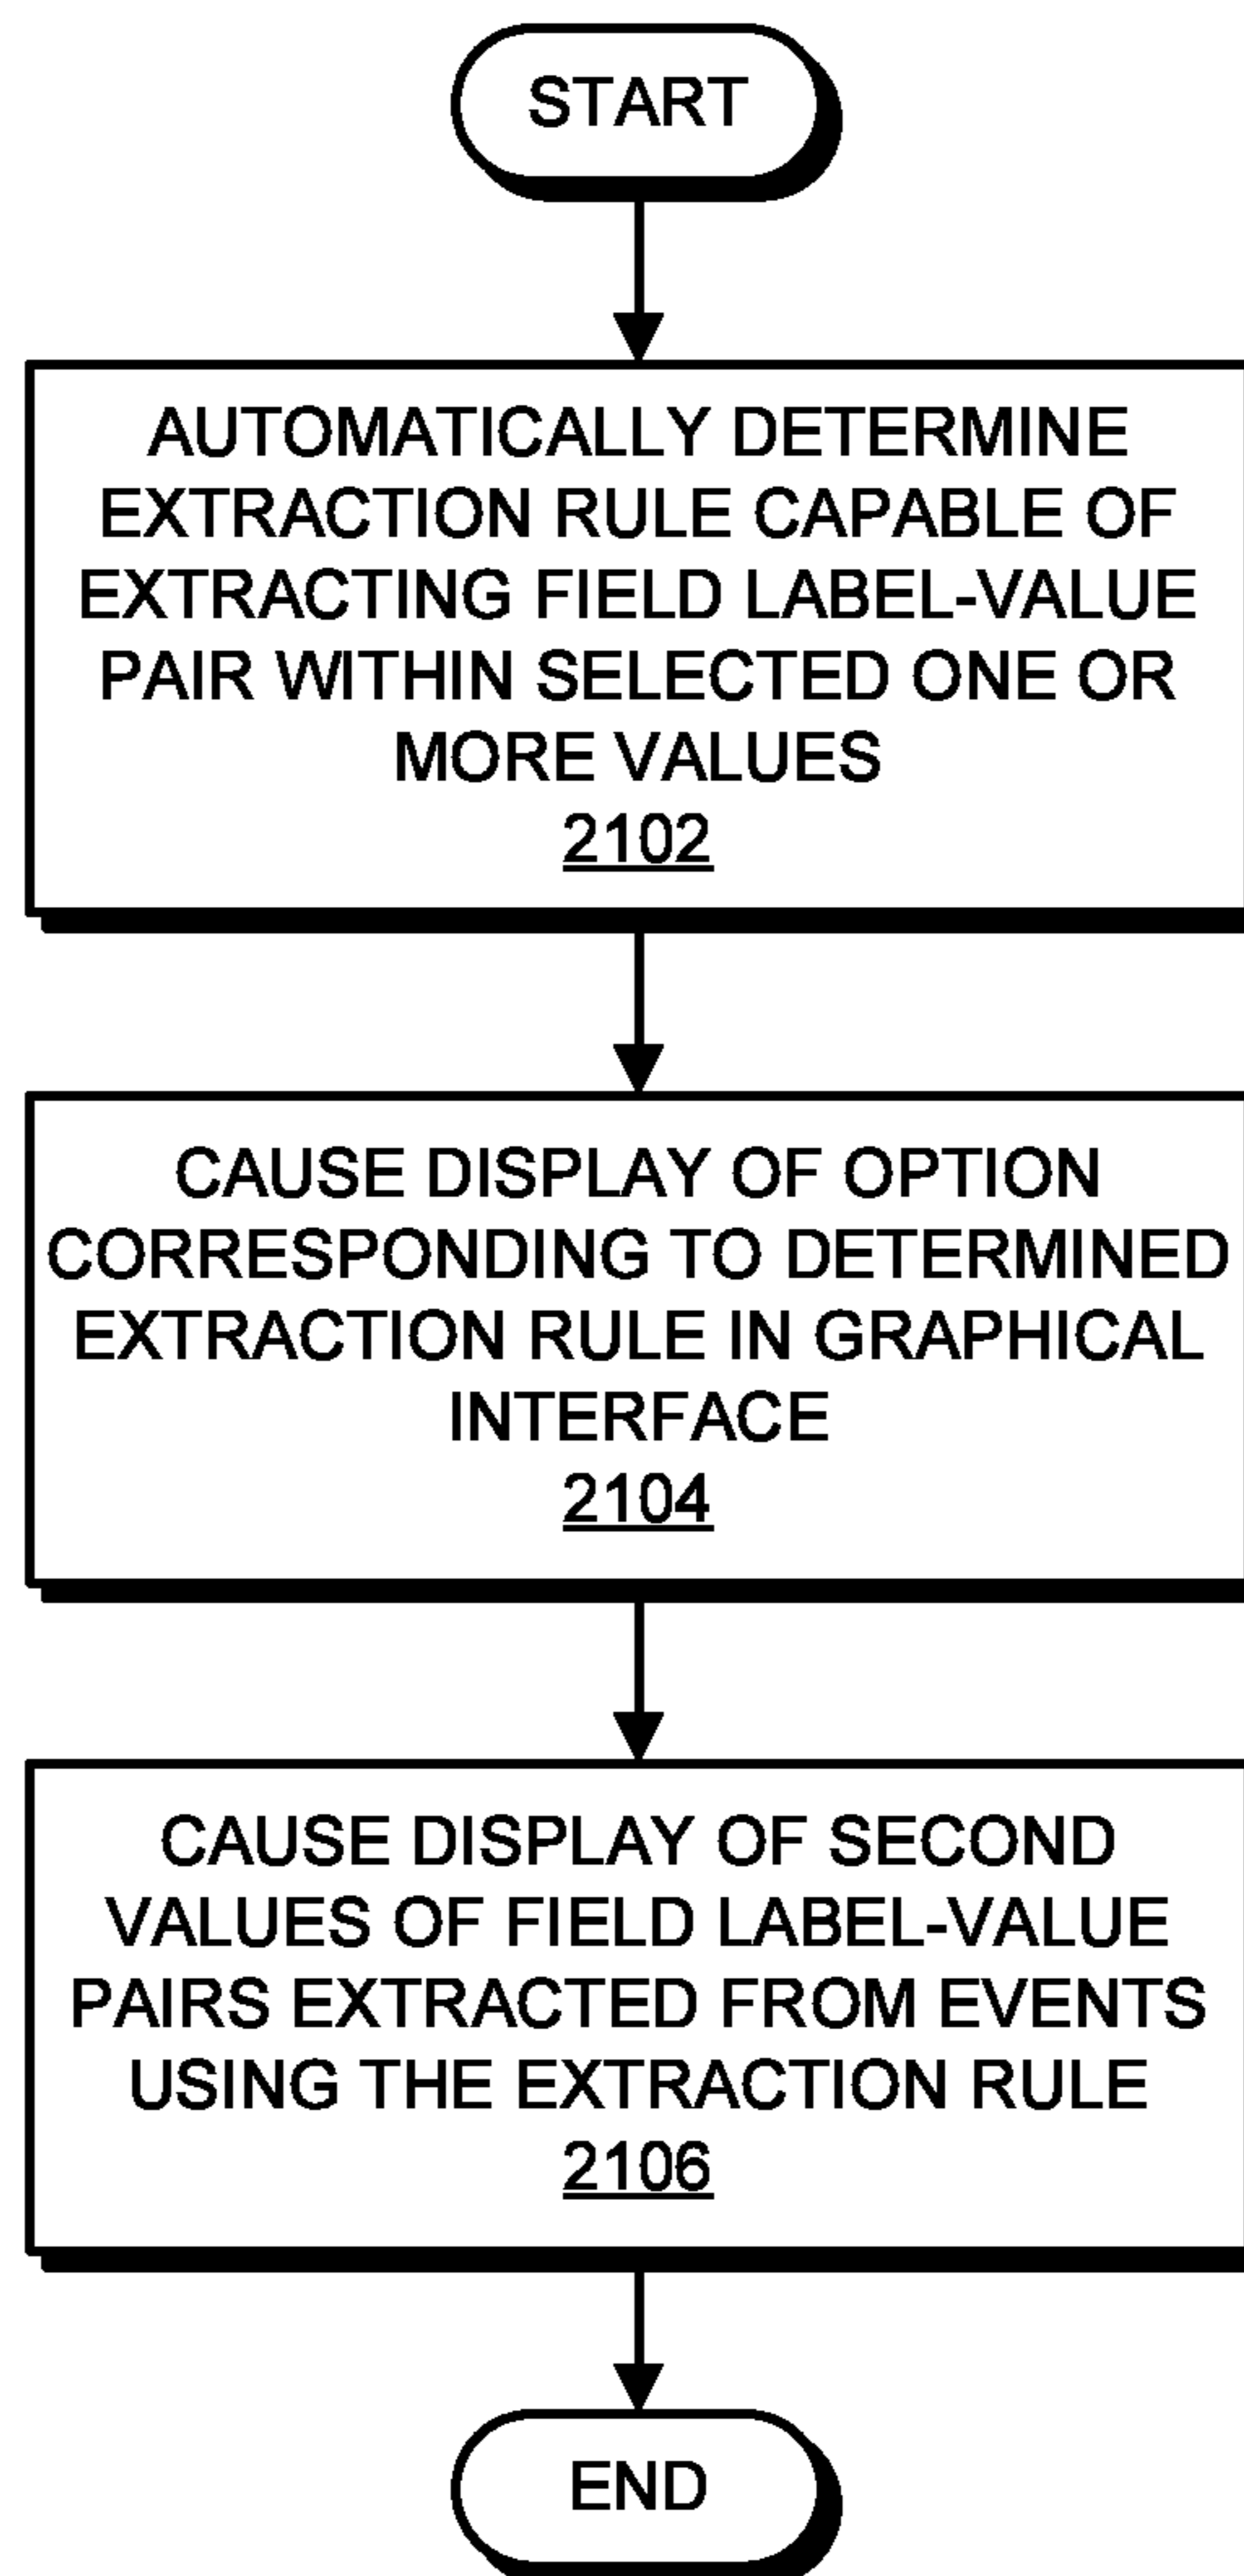 START
AUTOMATICALLY DETERMINE
EXTRACTION RULE CAPABLE OF
EXTRACTING FIELD LABEL-VALUE
PAIR WITHIN SELECTED ONE OR
MORE VALUES
2102
CAUSE DISPLAY OF OPTION
CORRESPONDING TO DETERMINED
EXTRACTION RULE IN GRAPHICAL
INTERFACE
2104
CAUSE DISPLAY OF SECOND
VALUES OF FIELD LABEL-VALUE
PAIRS EXTRACTED FROM EVENTS
USING THE EXTRACTION RULE
2106
END